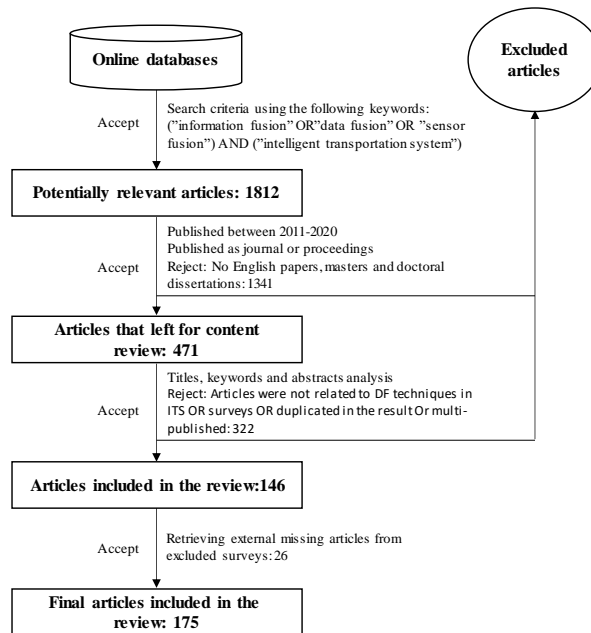 Online databases
Excluded
articles
Accept
Search criteria using the following keywords:
("information fusion" OR"data fusion" OR "sensor
fusion") AND ("intelligent transportation system")
Potentially relevant articles: 1812
Accept
Published between 2011-2020
Published as journal or proceedings
Reject: No English papers, masters and doctoral
dissertations: 1341
Articles that left for content
review: 471
Accept
Titles, keywords and abstracts analysis
Reject: Articles were not related to DF techniques in
ITS OR surveys OR duplicated in the result Or multi-
published: 322
Articles included in the review:146
Accept
Retrieving external missing articles from
excluded surveys: 26
Final articles included in the
review: 175